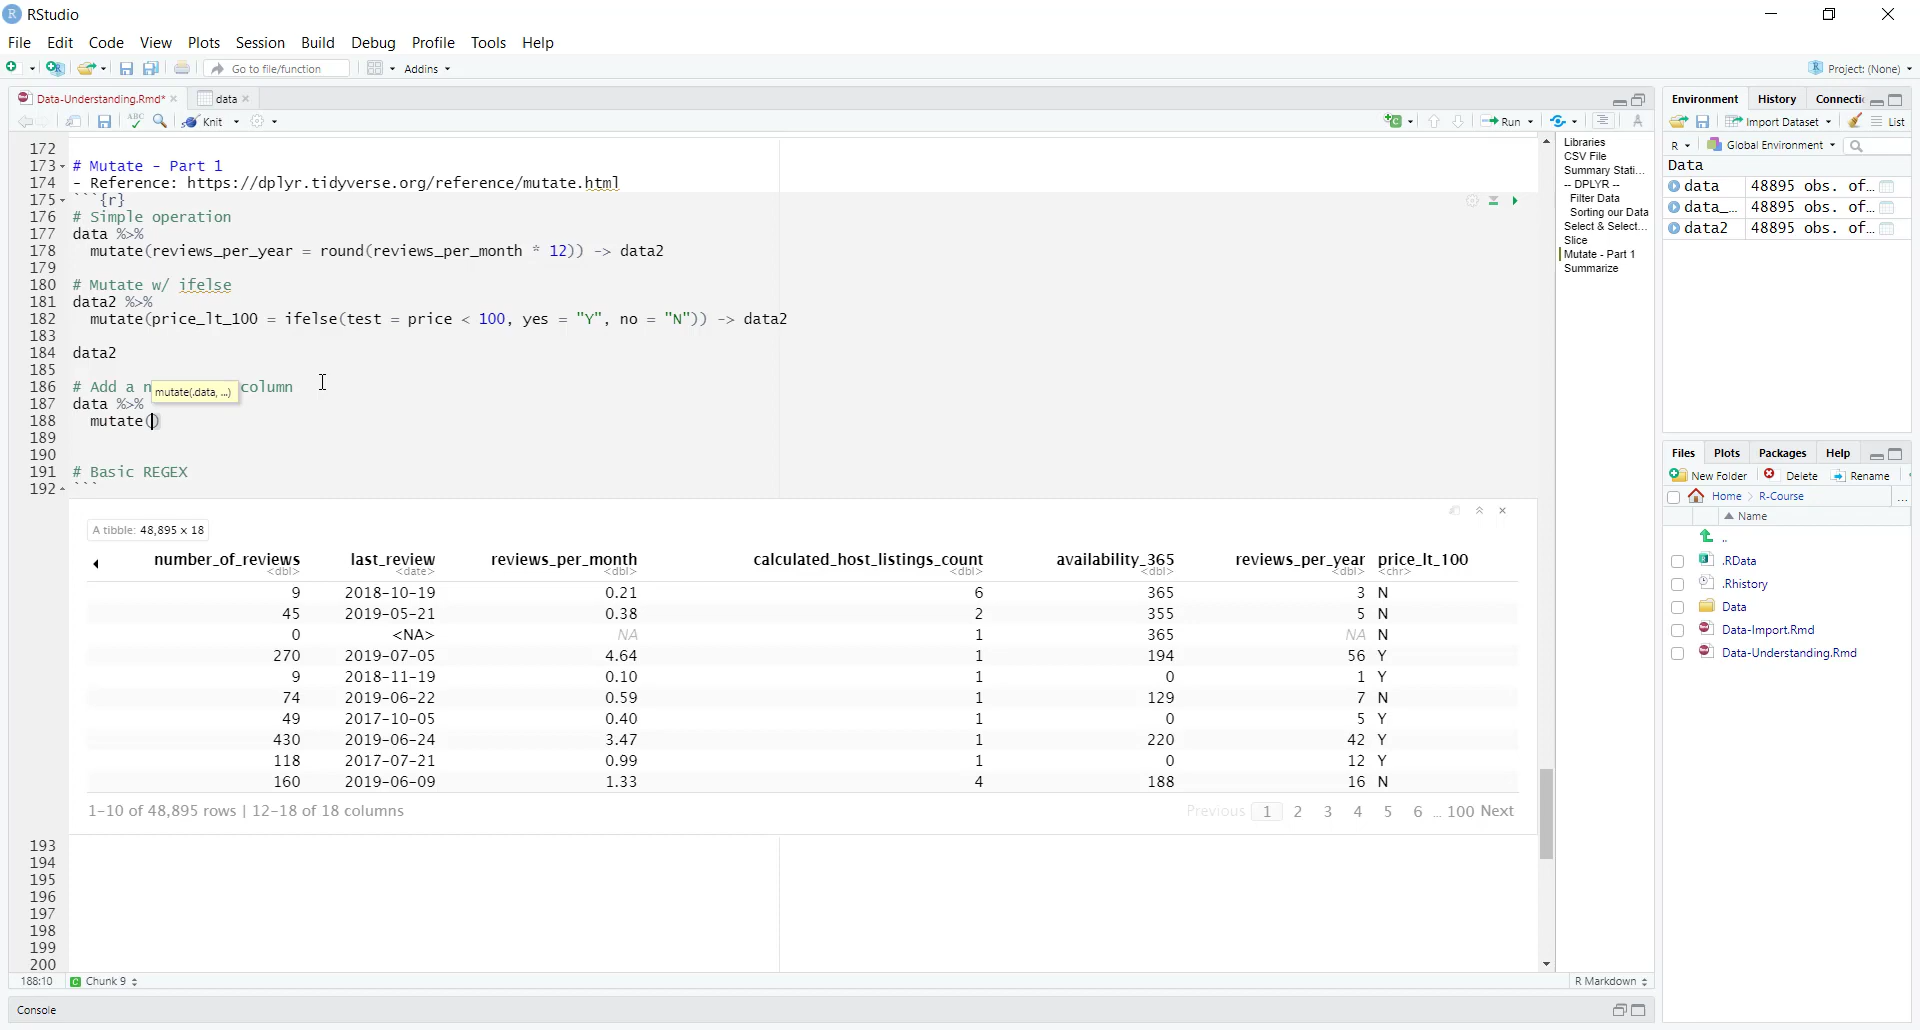 RStudio
File Edit Code View Plots Session Build Debug Profile Tools Help
Go to file/function Addins Project: (None)
Data-Understanding.Rmd* data
ABC Knit Run
172
173 # Mutate - Part 1
174 - Reference: https://dplyr.tidyverse.org/reference/mutate.html
175 ```{r}
176 # Simple operation
177 data %>%
178 mutate(reviews_per_year = round(reviews_per_month * 12)) -> data2
179
180 # Mutate w/ ifelse
181 data2 %>%
182 mutate(price_lt_100 = ifelse(test = price < 100, yes = "Y", no = "N")) -> data2
183
184 data2
185
186 # Add a n column
mutate(.data, ...)
187 data %>%
188 mutate()
189
190
191 # Basic REGEX
192 ```
A tibble: 48,895 x 18
number_of_reviews last_review reviews_per_month calculated_host_listings_count availability_365 reviews_per_year price_lt_100
<dbl> <date> <dbl> <dbl> <dbl> <dbl> <chr>
9 2018-10-19 0.21 6 365 3 N
45 2019-05-21 0.38 2 355 5 N
0 <NA> NA 1 365 NA N
270 2019-07-05 4.64 1 194 56 Y
9 2018-11-19 0.10 1 0 1 Y
74 2019-06-22 0.59 1 129 7 N
49 2017-10-05 0.40 1 0 5 Y
430 2019-06-24 3.47 1 220 42 Y
118 2017-07-21 0.99 1 0 12 Y
160 2019-06-09 1.33 4 188 16 N
1-10 of 48,895 rows | 12-18 of 18 columns Previous 1 2 3 4 5 6 ... 100 Next
193
194
195
196
197
198
199
200
188:10 Chunk 9 R Markdown
Console
Libraries
CSV File
Summary Stati...
-- DPLYR --
Filter Data
Sorting our Data
Select & Select...
Slice
Mutate - Part 1
Summarize
Environment History Connectic
Import Dataset List
R Global Environment
Data
data 48895 obs. of...
data_... 48895 obs. of...
data2 48895 obs. of...
Files Plots Packages Help
New Folder Delete Rename
Home R-Course ...
Name
..
.RData
.Rhistory
Data
Data-Import.Rmd
Data-Understanding.Rmd